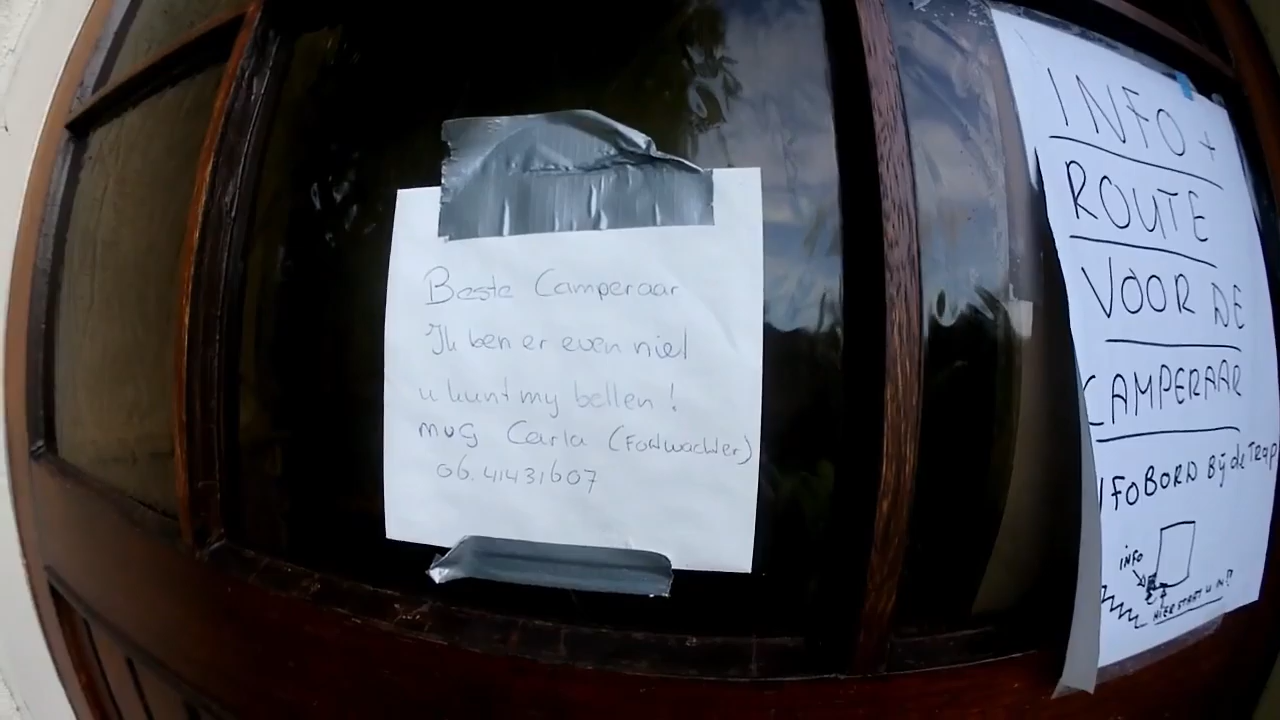 Beste Camperaar
Ik ben er even niet
u kunt my bellen!
mvg Carla (Fortwachter)
06.41431607
INFO +
ROUTE
VOOR DE
CAMPERAAR
IFOBORD Bij de Trap
iNFO
HIER START U IN!